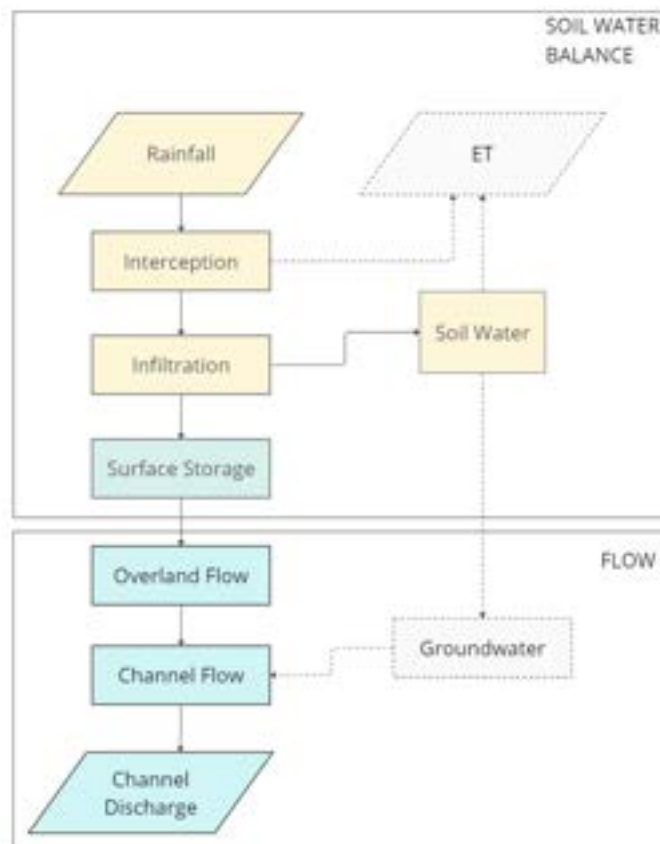 SOIL WATER
BALANCE
Rainfall
ET
Interception
Soil Water
Infiltration
Surface Storage
Overland Flow
FLOW
Groundwater
Channel Flow
Channel
Discharge